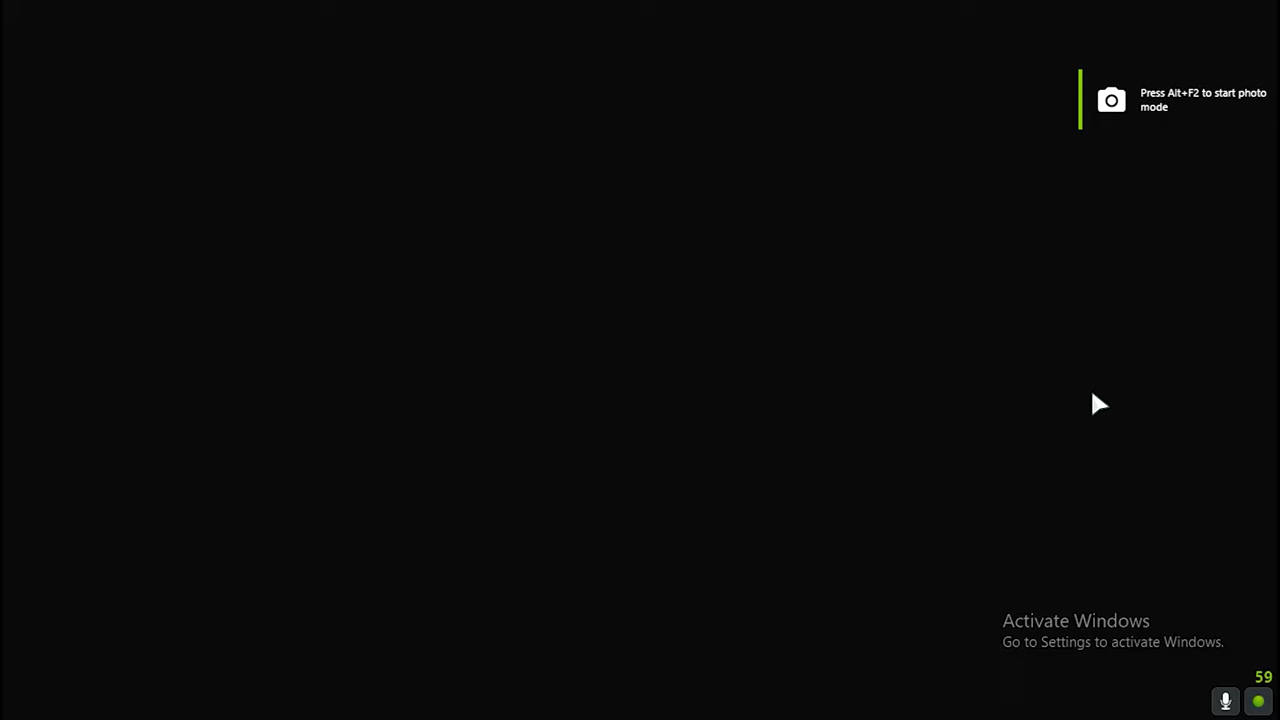 Press Alt+F2 to start photo
mode
Activate Windows
Go to Settings to activate Windows.
59